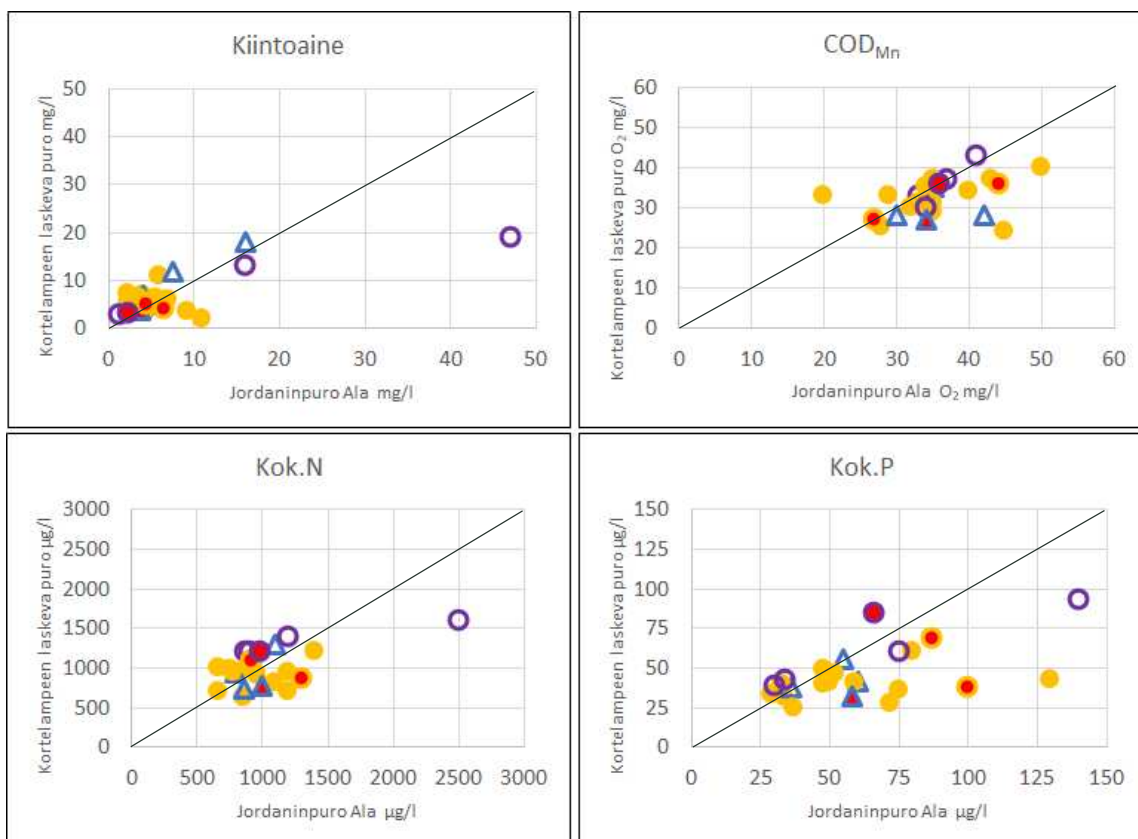 Kiintoaine
Kortelampeen laskeva puro mg/l
50
40
30
20
10
0
0 10 20 30 40 50
Jordaninpuro Ala mg/l
COD_Mn
Kortelampeen laskeva puro O₂ mg/l
60
50
40
30
20
10
0
0 10 20 30 40 50 60
Jordaninpuro Ala O₂ mg/l
Kok.N
Kortelampeen laskeva puro µg/l
3000
2500
2000
1500
1000
500
0
0 500 1000 1500 2000 2500 3000
Jordaninpuro Ala µg/l
Kok.P
Kortelampeen laskeva puro µg/l
150
125
100
75
50
25
0
0 25 50 75 100 125 150
Jordaninpuro Ala µg/l